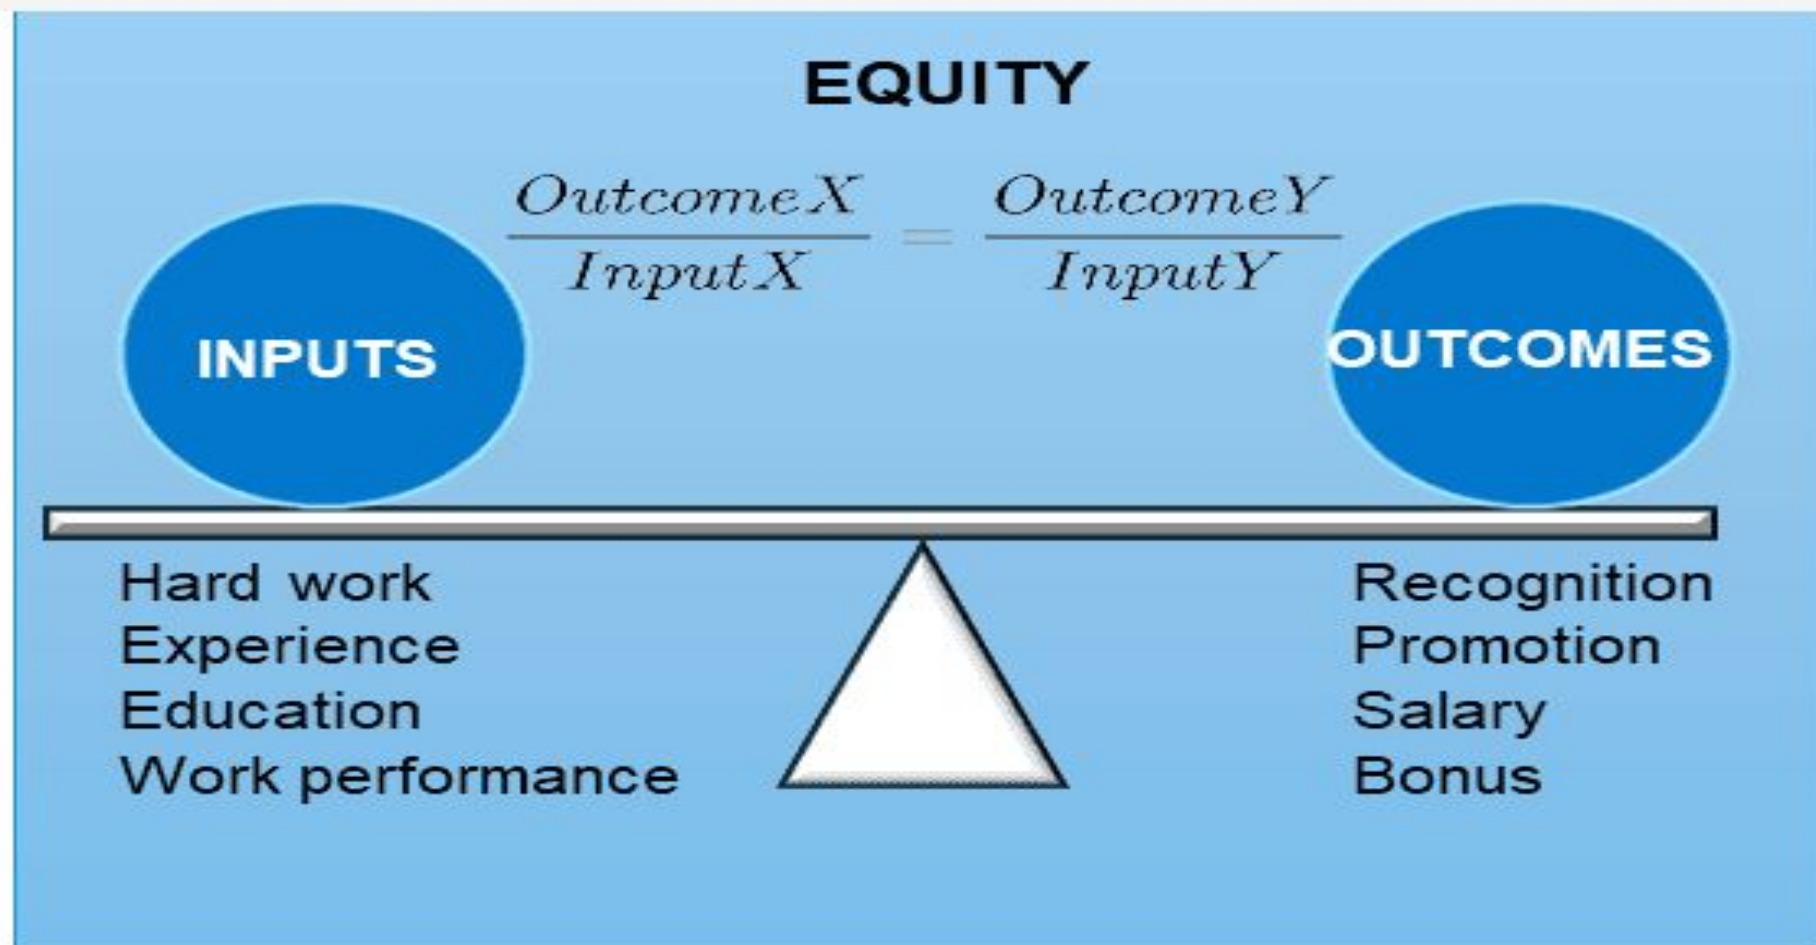 EQUITY
OutcomeX / InputX = OutcomeY / InputY
INPUTS
OUTCOMES
Hard work
Experience
Education
Work performance
Recognition
Promotion
Salary
Bonus